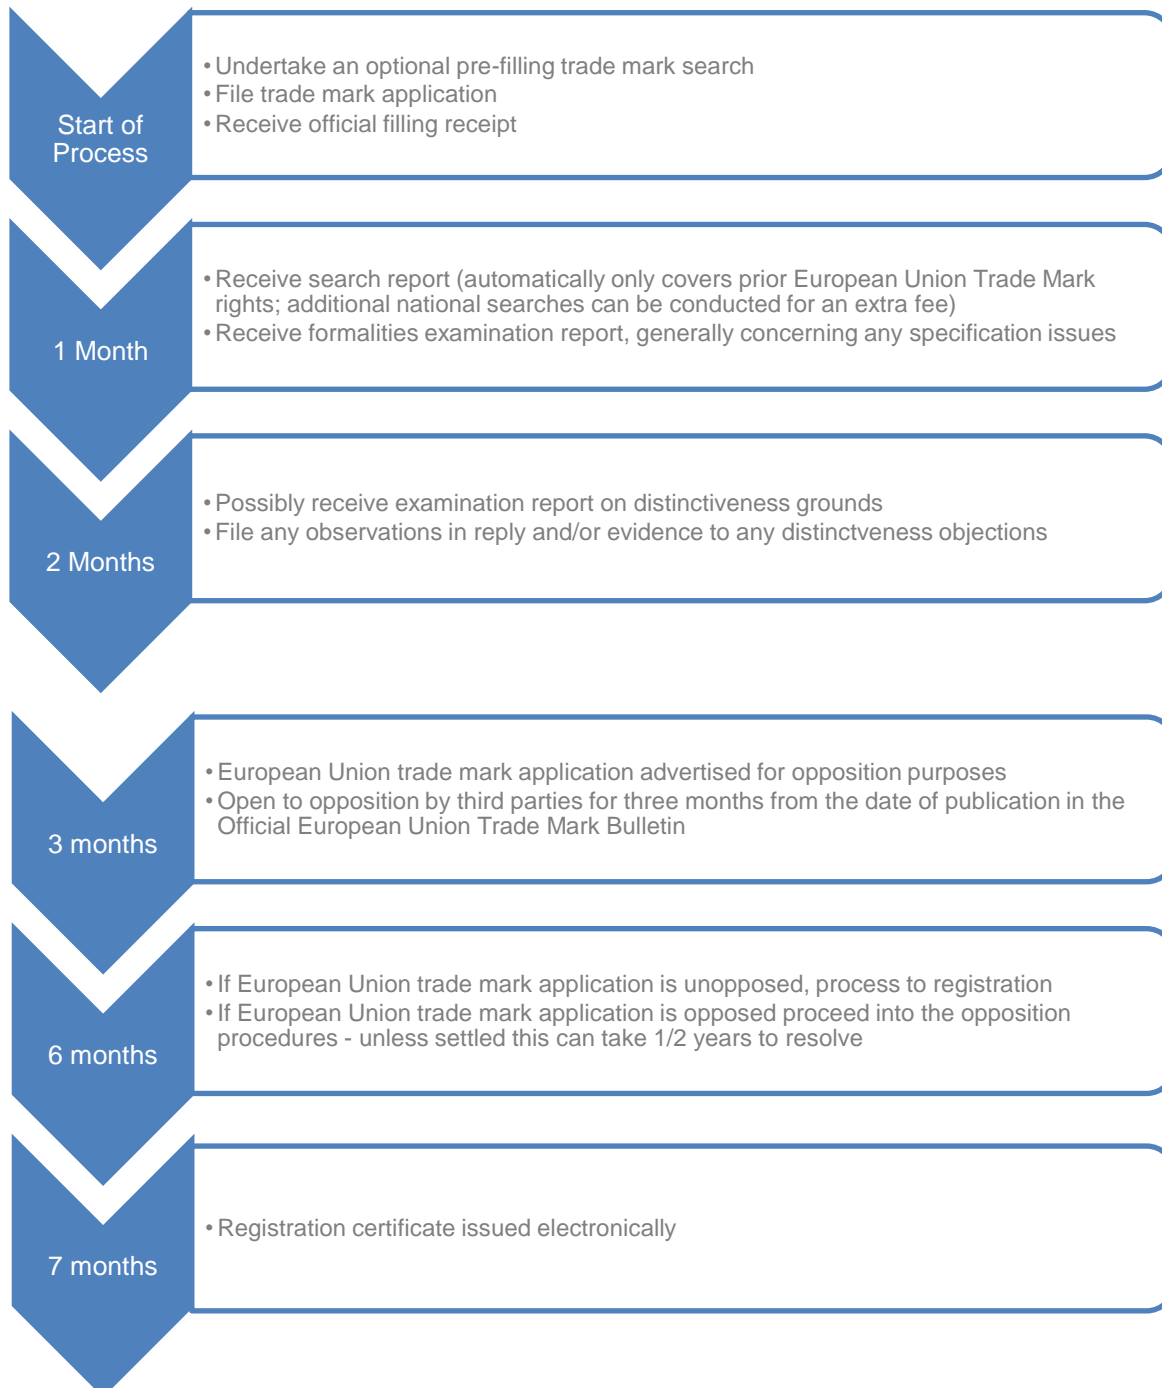 Start of
Process
• Undertake an optional pre-filling trade mark search
• File trade mark application
• Receive official filling receipt
1 Month
• Receive search report (automatically only covers prior European Union Trade Mark
rights; additional national searches can be conducted for an extra fee)
• Receive formalities examination report, generally concerning any specification issues
2 Months
• Possibly receive examination report on distinctiveness grounds
• File any observations in reply and/or evidence to any distinctveness objections
3 months
• European Union trade mark application advertised for opposition purposes
• Open to opposition by third parties for three months from the date of publication in the
Official European Union Trade Mark Bulletin
6 months
• If European Union trade mark application is unopposed, process to registration
• If European Union trade mark application is opposed proceed into the opposition
procedures - unless settled this can take 1/2 years to resolve
7 months
• Registration certificate issued electronically